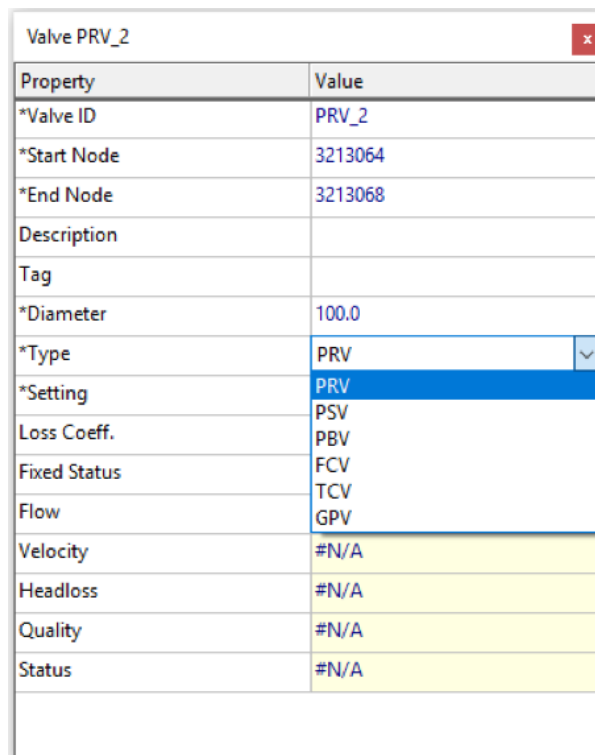 Valve PRV_2
x
Property Value
*Valve ID PRV_2
*Start Node 3213064
*End Node 3213068
Description
Tag
*Diameter 100.0
*Type PRV
*Setting PRV
PSV
Loss Coeff. PBV
Fixed Status FCV
TCV
Flow GPV
Velocity #N/A
Headloss #N/A
Quality #N/A
Status #N/A